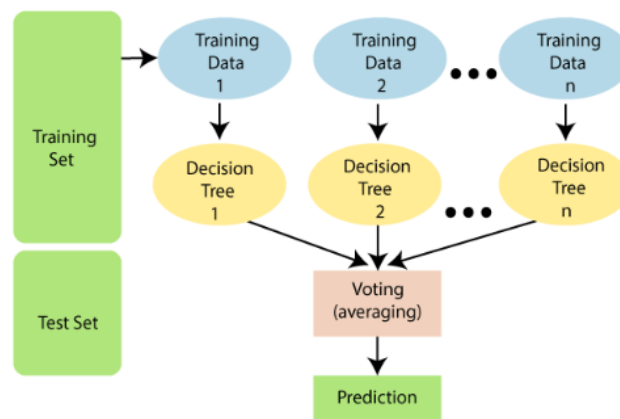 Training
Set
Test Set
Training
Data
1
Training
Data
2
Training
Data
n
Decision
Tree
1
Decision
Tree
2
Decision
Tree
n
Voting
(averaging)
Prediction